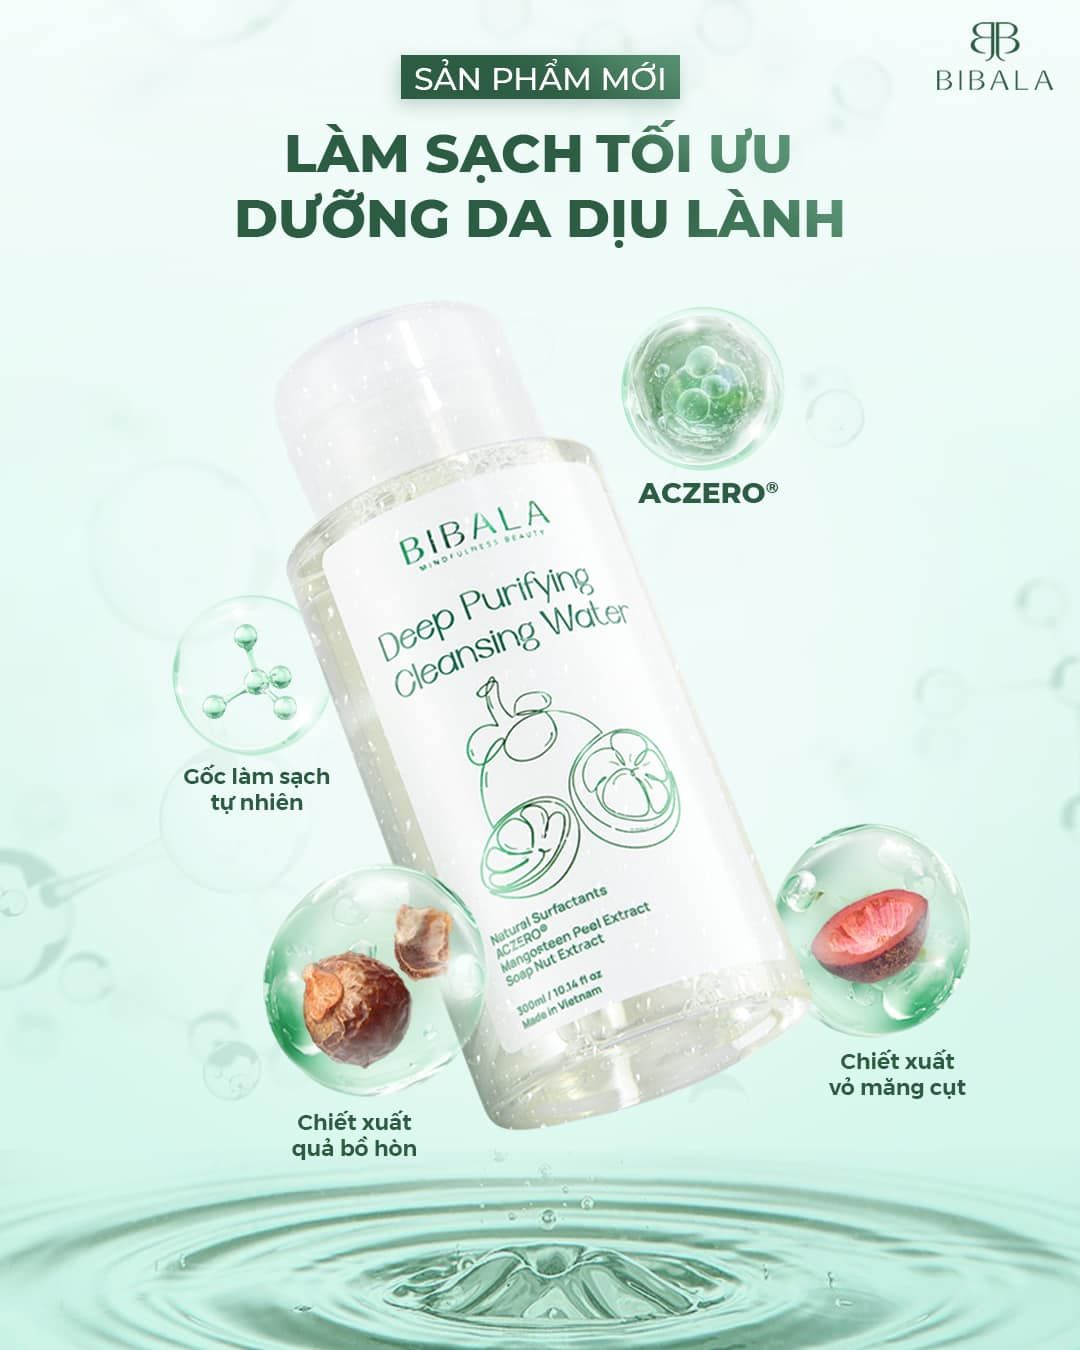 BIBALA
SẢN PHẨM MỚI
LÀM SẠCH TỐI ƯU
DƯỠNG DA DỊU LÀNH
ACZERO®
BIBALA
MINDFULNESS BEAUTY
Deep Purifying
Cleansing Water
Natural Surfactants
ACZERO®
Mangosteen Peel Extract
Soap Nut Extract
300ml / 10.14 fl oz
Made in Vietnam
Gốc làm sạch
tự nhiên
Chiết xuất
quả bồ hòn
Chiết xuất
vỏ măng cụt